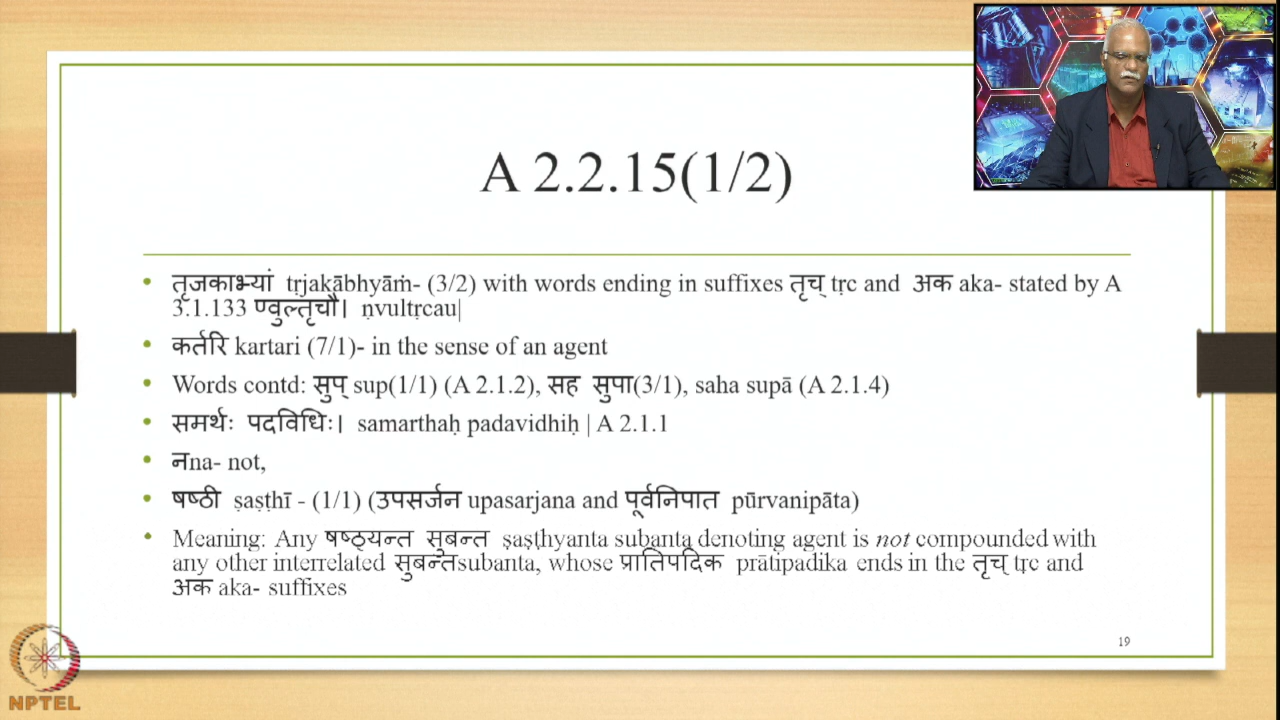 A 2.2.15(1/2)
• तृजकाभ्यां tṛjakābhyāṁ- (3/2) with words ending in suffixes तृच् tṛc and अक aka- stated by A
3.1.133 ण्वुल्तृचौ। ṇvultṛcau|
• कर्तरि kartari (7/1)- in the sense of an agent
• Words contd: सुप् sup(1/1) (A 2.1.2), सह सुपा(3/1), saha supā (A 2.1.4)
• समर्थः पदविधिः। samarthaḥ padavidhiḥ | A 2.1.1
• नna- not,
• षष्ठी ṣaṣṭhī - (1/1) (उपसर्जन upasarjana and पूर्वनिपात pūrvanipāta)
• Meaning: Any षष्ठ्यन्त सुबन्त ṣaṣṭhyanta subanta denoting agent is not compounded with
any other interrelated सुबन्तsubanta, whose प्रातिपदिक prātipadika ends in the तृच् tṛc and
अक aka- suffixes
19
NPTEL